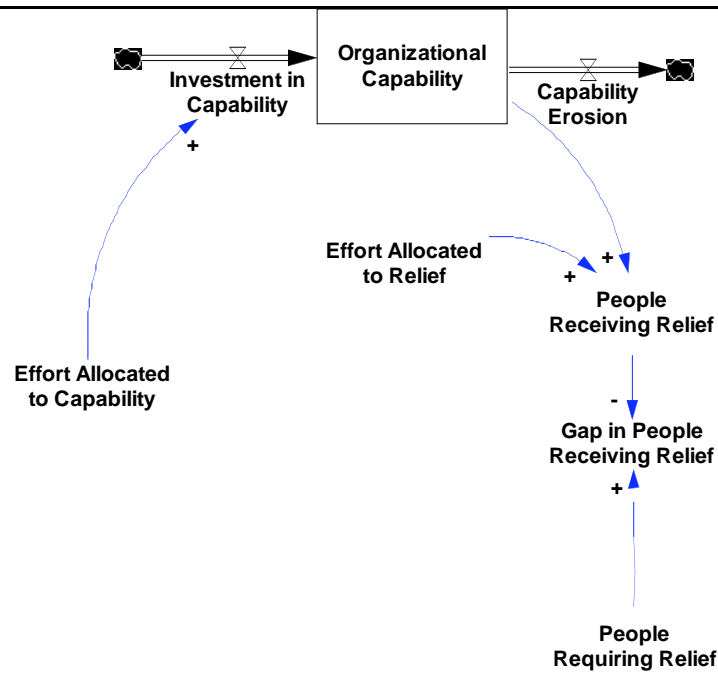 Organizational
Capability
Investment in
Capability
Capability
Erosion
+
Effort Allocated
to Relief
+
+
People
Receiving Relief
Effort Allocated
to Capability
-
Gap in People
Receiving Relief
+
People
Requiring Relief